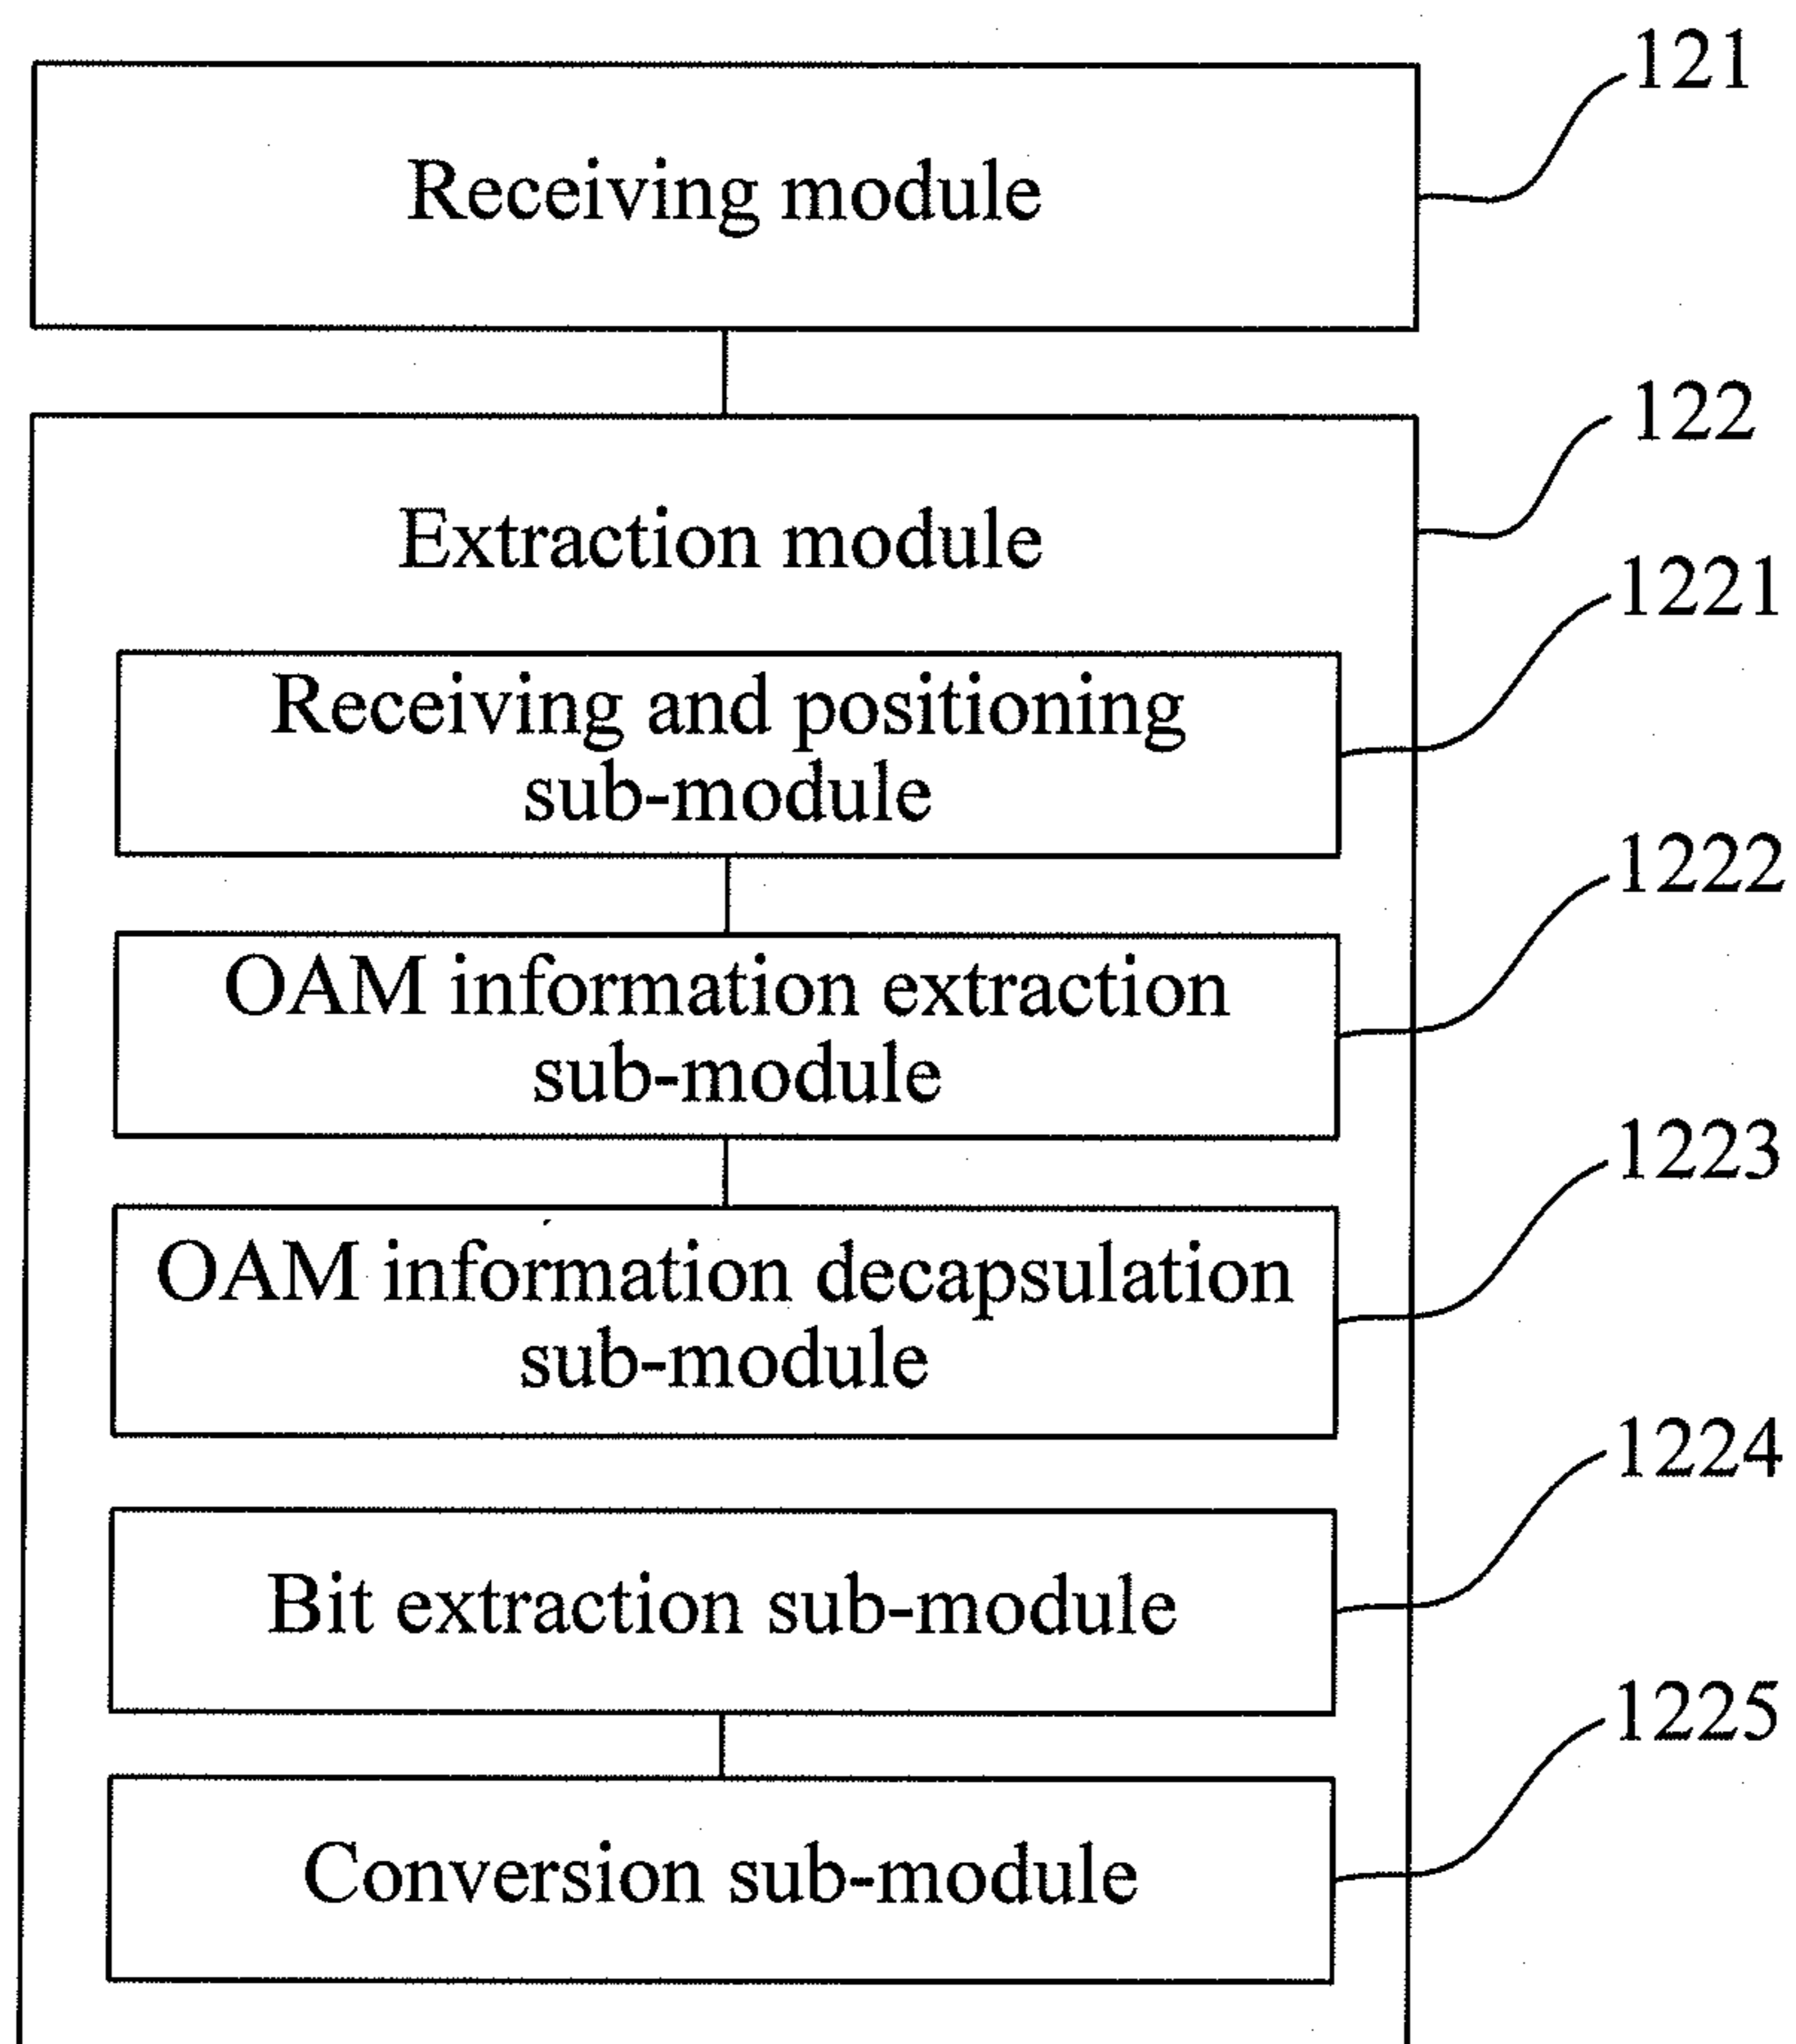 121
Receiving module
122
Extraction module
1221
Receiving and positioning
sub-module
1222
OAM information extraction
sub-module
1223
OAM information decapsulation
sub-module
1224
Bit extraction sub-module
1225
Conversion sub-module